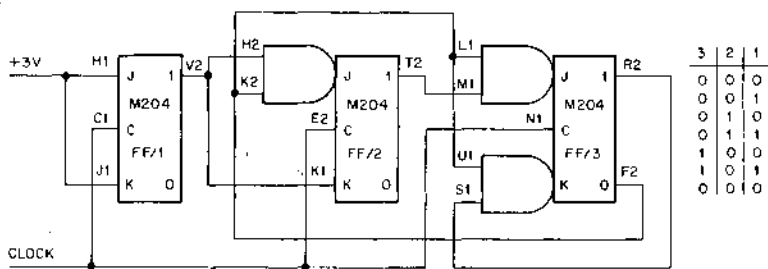 +3V
H1
J 1
V2
M204
C1
C
FF/1
J1
K 0
CLOCK
H2
K2
J 1
T2
M204
E2
C
FF/2
K1
K 0
L1
M1
J 1
R2
M204
N1
C
FF/3
U1
S1
K 0
F2
3 2 1
0 0 0
0 0 1
0 1 0
0 1 1
1 0 0
1 0 1
0 0 0